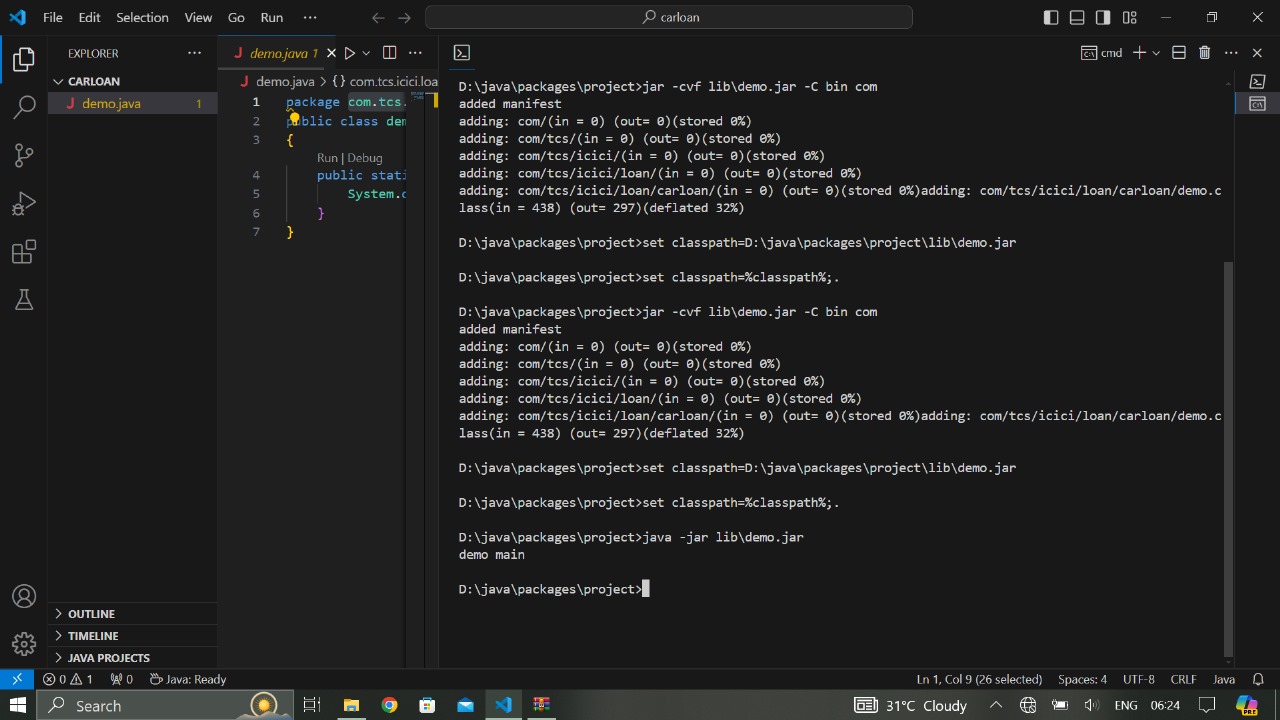 File Edit Selection View Go Run ··· carloan
EXPLORER ···
CARLOAN
J demo.java 1
OUTLINE
TIMELINE
JAVA PROJECTS
J demo.java 1
J demo.java > {} com.tcs.icici.loa
1 package com.tcs.
2 public class dem
3 {
Run | Debug
4 public stati
5 System.o
6 }
7 }
cmd
D:\java\packages\project>jar -cvf lib\demo.jar -C bin com
added manifest
adding: com/(in = 0) (out= 0)(stored 0%)
adding: com/tcs/(in = 0) (out= 0)(stored 0%)
adding: com/tcs/icici/(in = 0) (out= 0)(stored 0%)
adding: com/tcs/icici/loan/(in = 0) (out= 0)(stored 0%)
adding: com/tcs/icici/loan/carloan/(in = 0) (out= 0)(stored 0%)adding: com/tcs/icici/loan/carloan/demo.c
lass(in = 438) (out= 297)(deflated 32%)
D:\java\packages\project>set classpath=D:\java\packages\project\lib\demo.jar
D:\java\packages\project>set classpath=%classpath%;.
D:\java\packages\project>jar -cvf lib\demo.jar -C bin com
added manifest
adding: com/(in = 0) (out= 0)(stored 0%)
adding: com/tcs/(in = 0) (out= 0)(stored 0%)
adding: com/tcs/icici/(in = 0) (out= 0)(stored 0%)
adding: com/tcs/icici/loan/(in = 0) (out= 0)(stored 0%)
adding: com/tcs/icici/loan/carloan/(in = 0) (out= 0)(stored 0%)adding: com/tcs/icici/loan/carloan/demo.c
lass(in = 438) (out= 297)(deflated 32%)
D:\java\packages\project>set classpath=D:\java\packages\project\lib\demo.jar
D:\java\packages\project>set classpath=%classpath%;.
D:\java\packages\project>java -jar lib\demo.jar
demo main
D:\java\packages\project>
0 1 0 Java: Ready Ln 1, Col 9 (26 selected) Spaces: 4 UTF-8 CRLF Java
Search 31°C Cloudy ENG 06:24 PRE